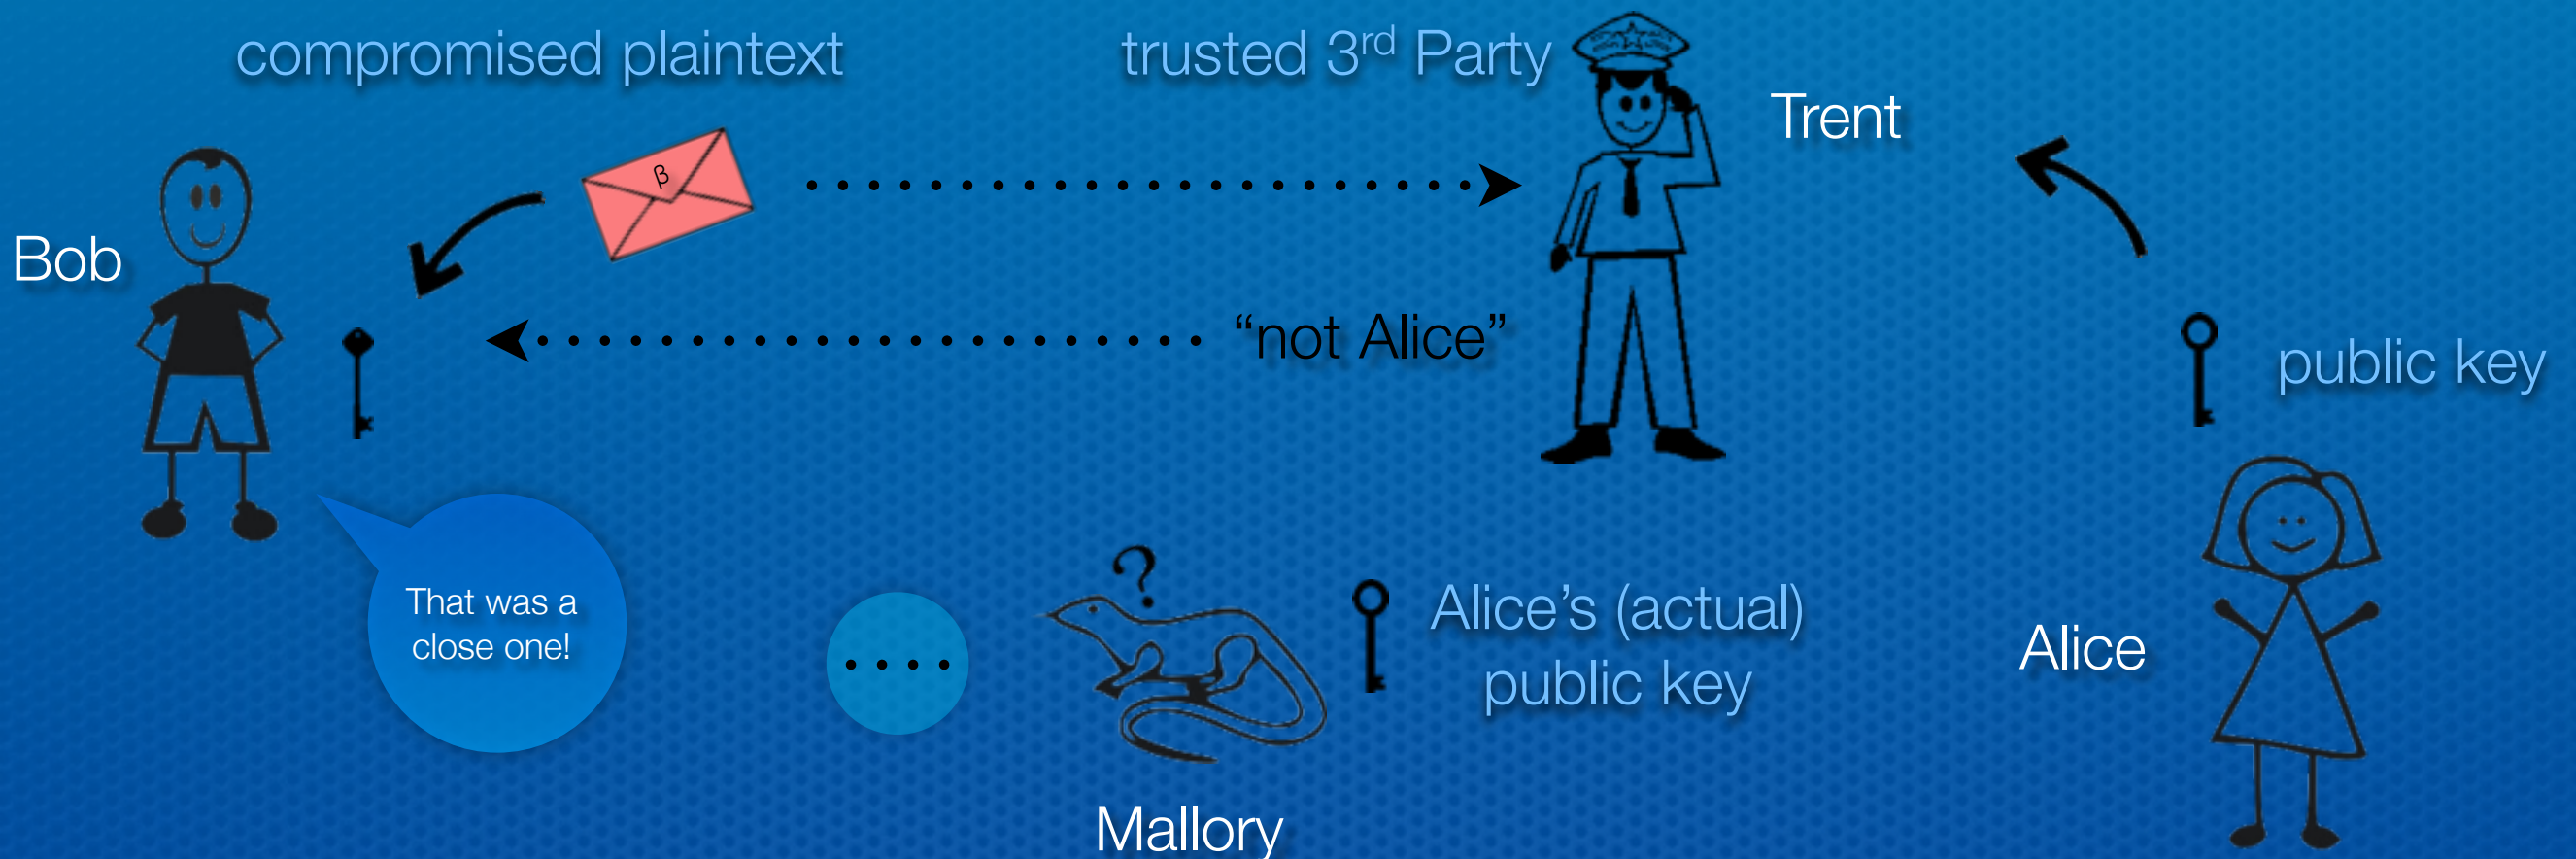 compromised plaintext
trusted 3rd Party
Trent
β
Bob
“not Alice”
public key
That was a
close one!
?
Alice’s (actual)
public key
Alice
Mallory